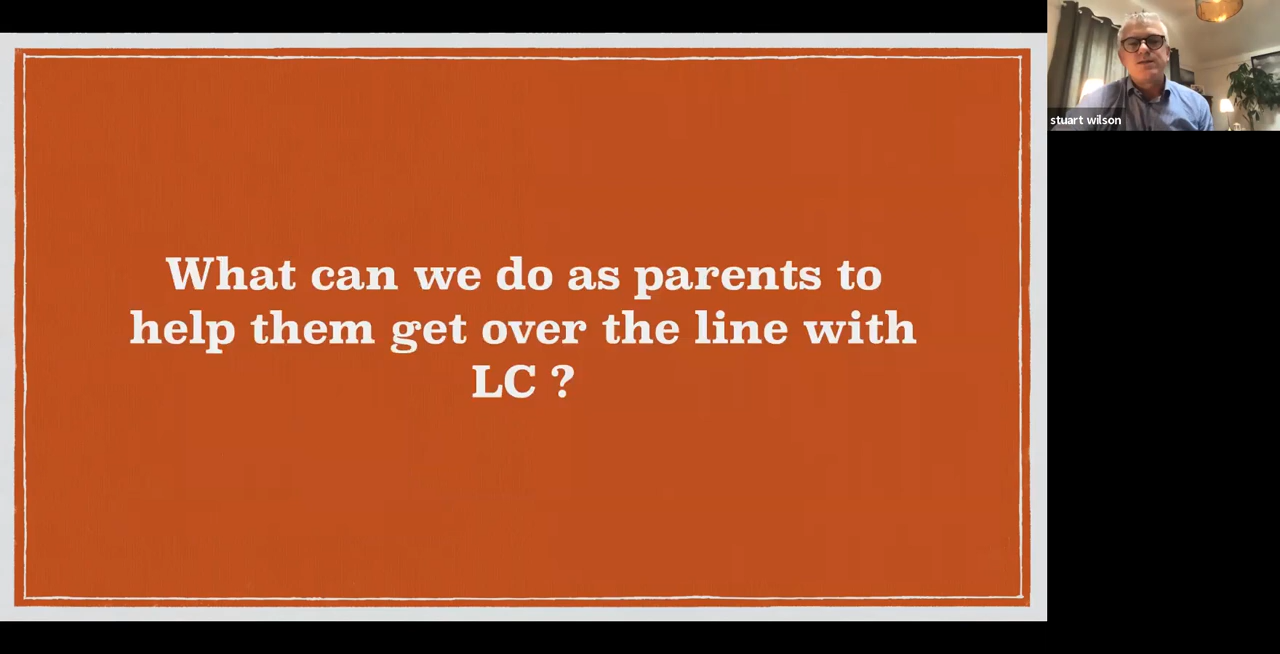 What can we do as parents to
help them get over the line with
LC ?
stuart wilson